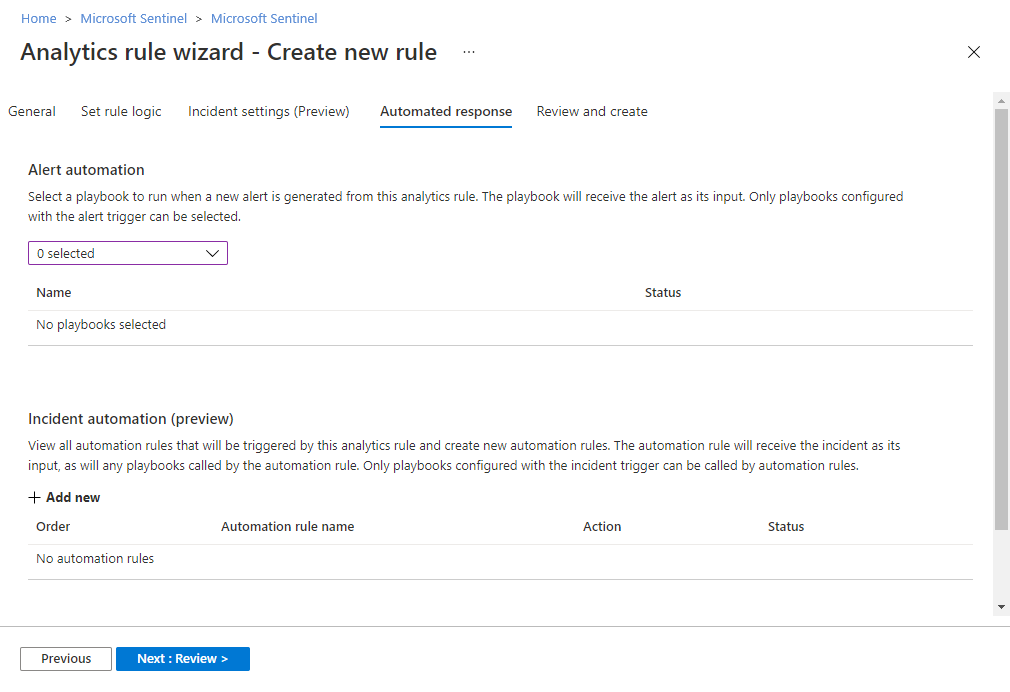 Home > Microsoft Sentinel > Microsoft Sentinel
Analytics rule wizard - Create new rule ...
General Set rule logic Incident settings (Preview) Automated response Review and create
Alert automation
Select a playbook to run when a new alert is generated from this analytics rule. The playbook will receive the alert as its input. Only playbooks configured
with the alert trigger can be selected.
0 selected
Name Status
No playbooks selected
Incident automation (preview)
View all automation rules that will be triggered by this analytics rule and create new automation rules. The automation rule will receive the incident as its
input, as will any playbooks called by the automation rule. Only playbooks configured with the incident trigger can be called by automation rules.
+ Add new
Order Automation rule name Action Status
No automation rules
Previous Next : Review >